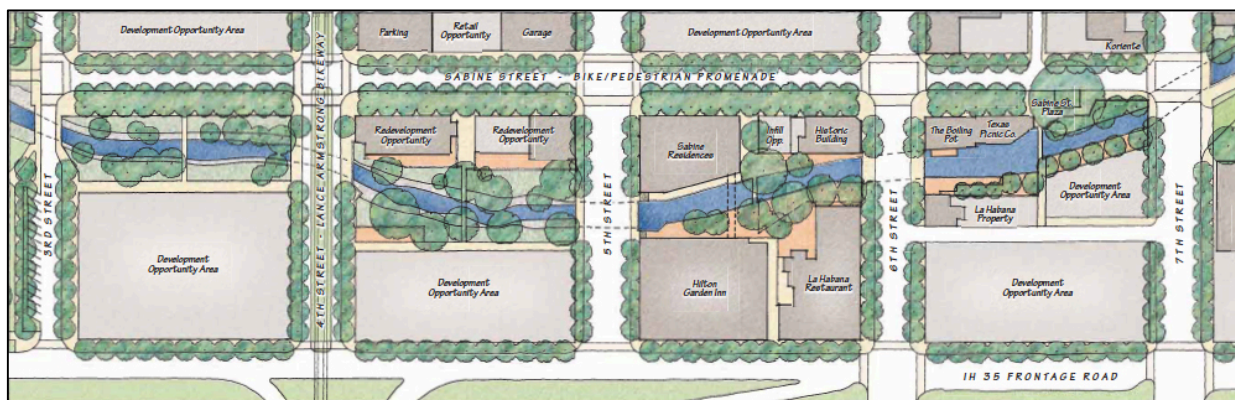 Development Opportunity Area
Parking
Retail
Opportunity
Garage
Development Opportunity Area
Koriente
SABINE STREET - BIKE/PEDESTRIAN PROMENADE
Sabine St.
Plaza
Redevelopment
Opportunity
Redevelopment
Opportunity
Sabine
Residences
Infill
Opp.
Historic
Building
The Boiling
Pot
Texas
Picnic Co.
3RD STREET
4TH STREET - LANCE ARMSTRONG BIKEWAY
5TH STREET
6TH STREET
7TH STREET
Development
Opportunity Area
La Habana
Property
Development
Opportunity Area
Development
Opportunity Area
Hilton
Garden Inn
La Habana
Restaurant
Development
Opportunity Area
IH 35 FRONTAGE ROAD